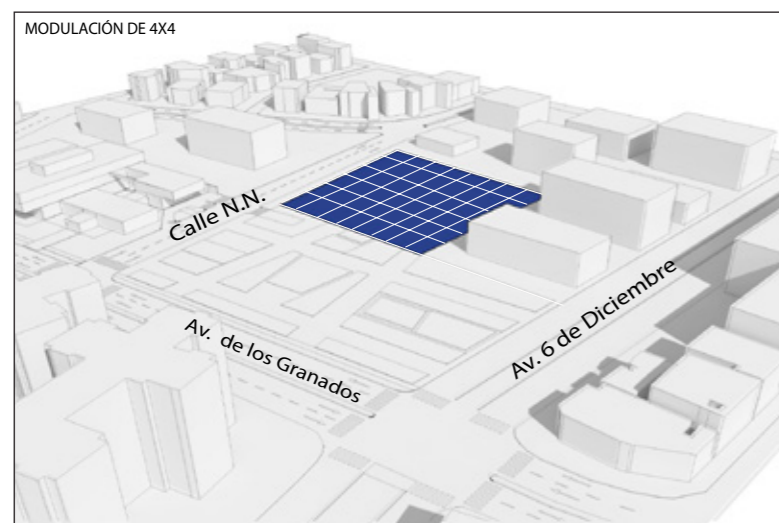 MODULACIÓN DE 4X4
Calle N.N.
Av. de los Granados
Av. 6 de Diciembre